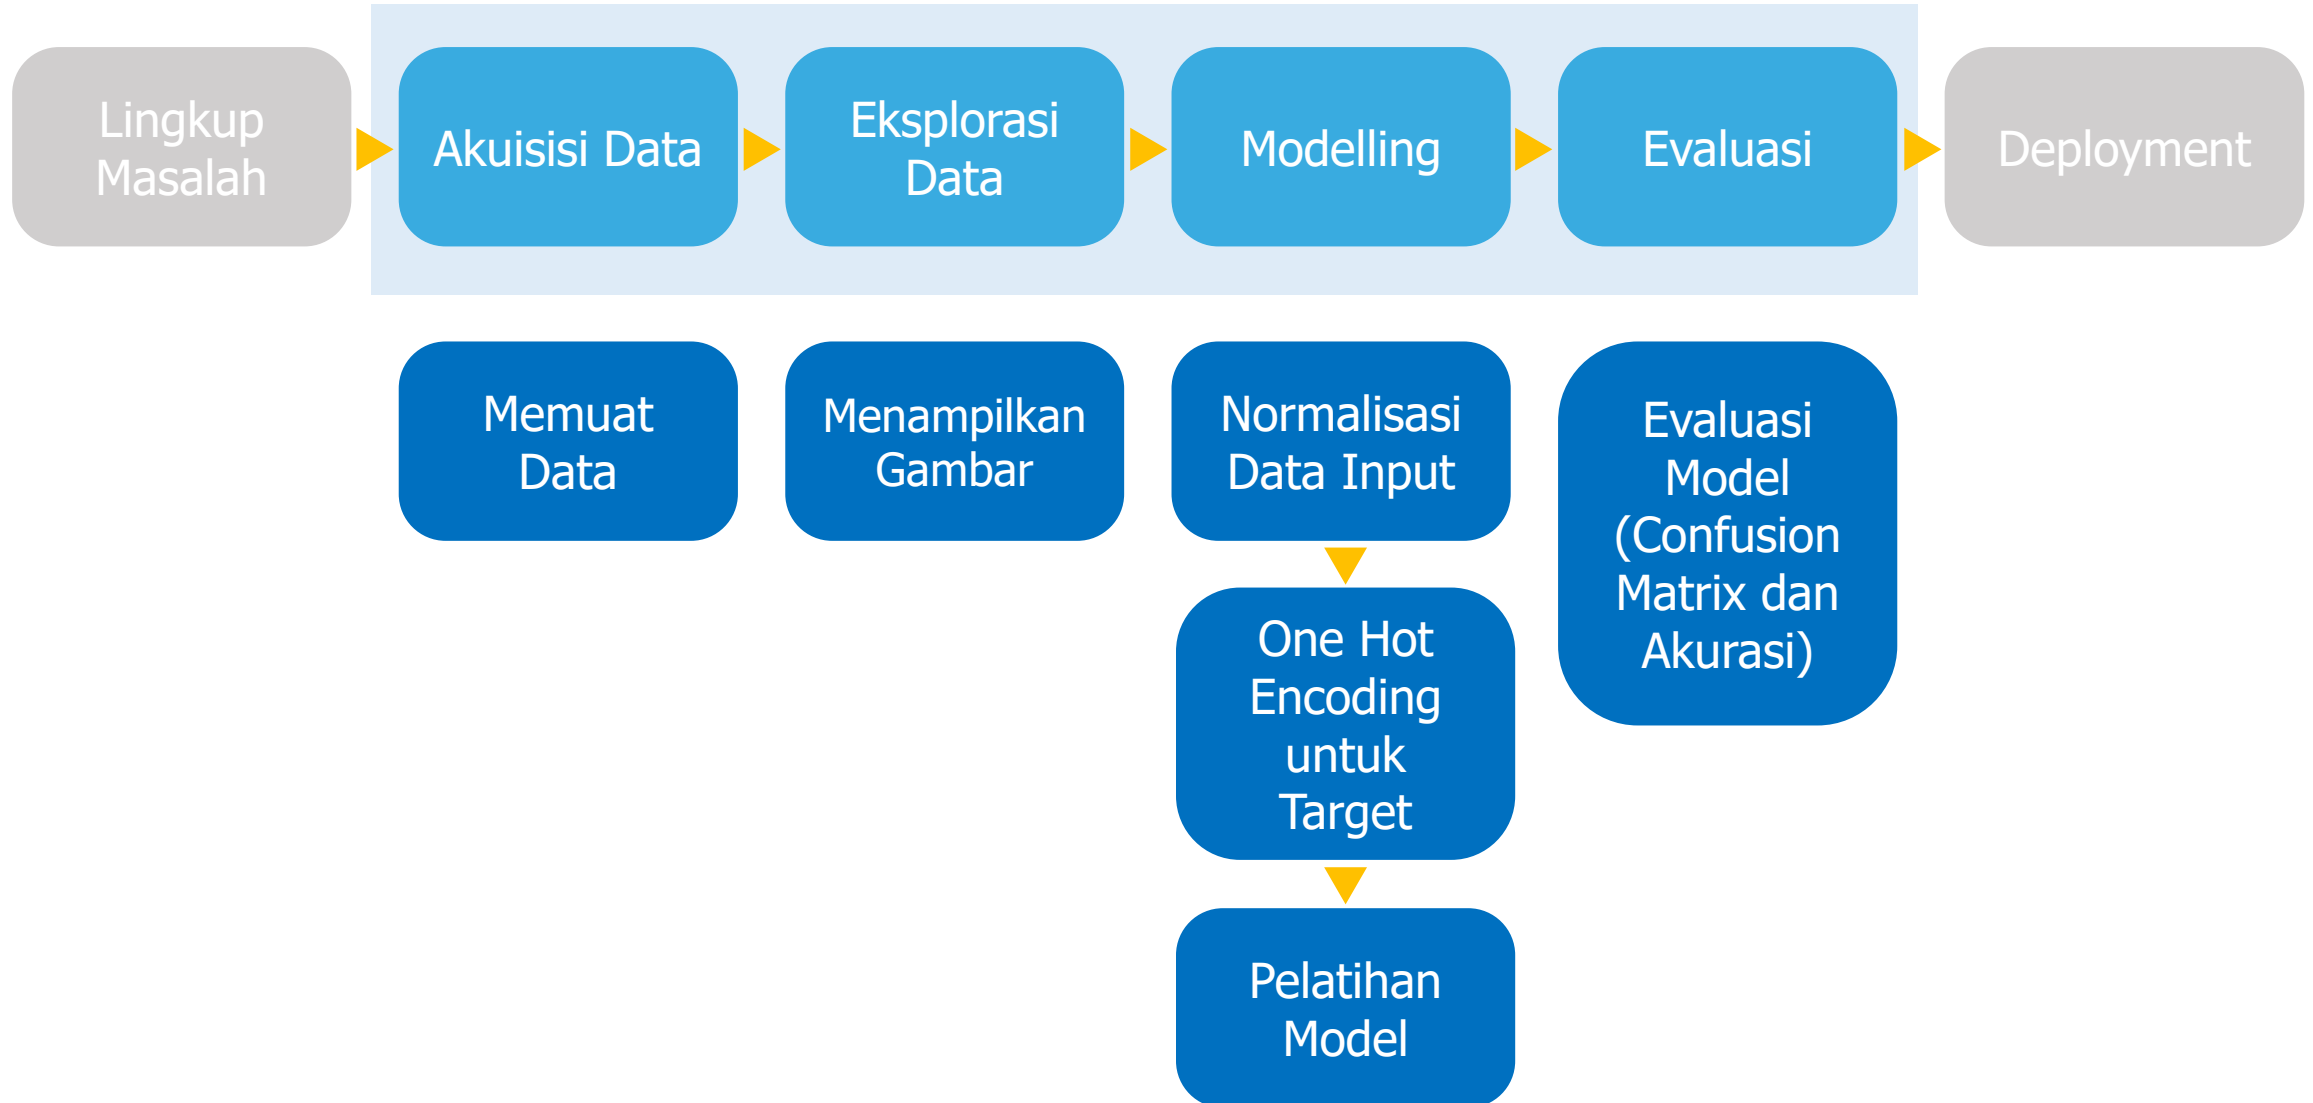 Lingkup
Masalah
Akuisisi Data
Eksplorasi
Data
Modelling
Evaluasi
Deployment
Memuat
Data
Menampilkan
Gambar
Normalisasi
Data Input
One Hot
Encoding
untuk
Target
Pelatihan
Model
Evaluasi
Model
(Confusion
Matrix dan
Akurasi)